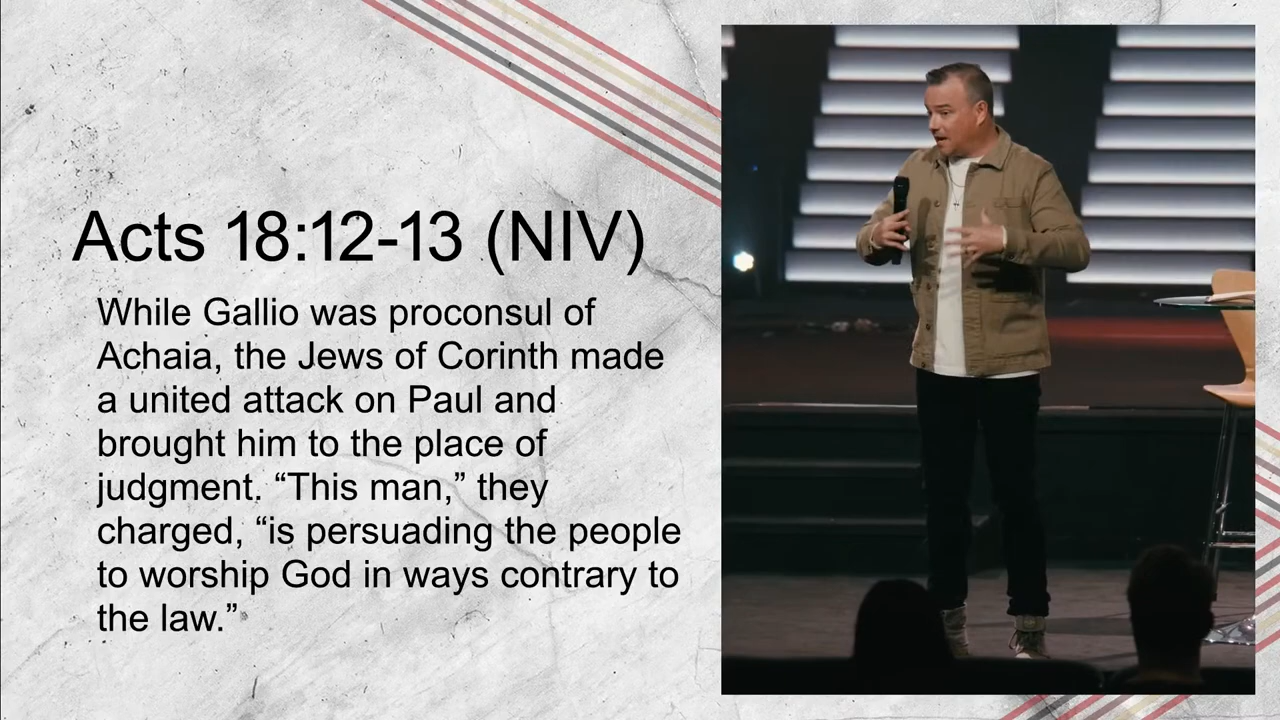 Acts 18:12-13 (NIV)
While Gallio was proconsul of
Achaia, the Jews of Corinth made
a united attack on Paul and
brought him to the place of
judgment. “This man,” they
charged, “is persuading the people
to worship God in ways contrary to
the law.”